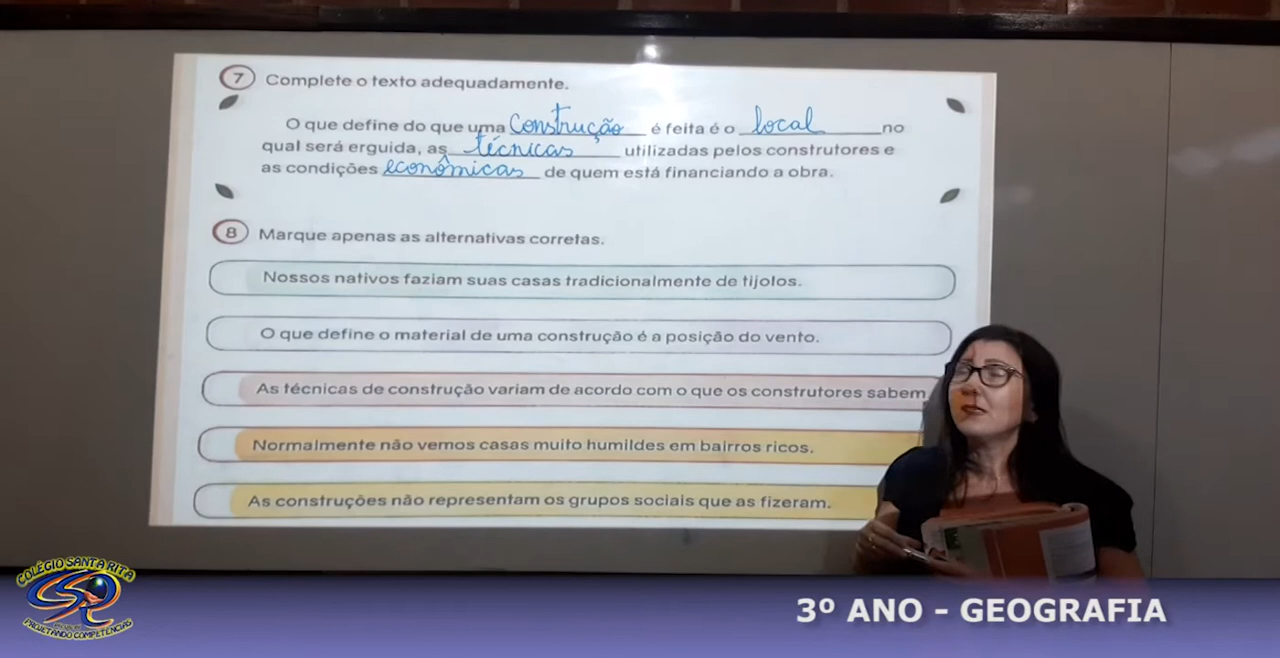 7 Complete o texto adequadamente.
O que define do que uma construção é feita é o local no
qual será erguida, as técnicas utilizadas pelos construtores e
as condições econômicas de quem está financiando a obra.
8 Marque apenas as alternativas corretas.
Nossos nativos faziam suas casas tradicionalmente de tijolos.
O que define o material de uma construção é a posição do vento.
As técnicas de construção variam de acordo com o que os construtores sabem.
Normalmente não vemos casas muito humildes em bairros ricos.
As construções não representam os grupos sociais que as fizeram.
COLÉGIO SANTA RITA
PROJETANDO COMPETÊNCIAS
3º ANO - GEOGRAFIA